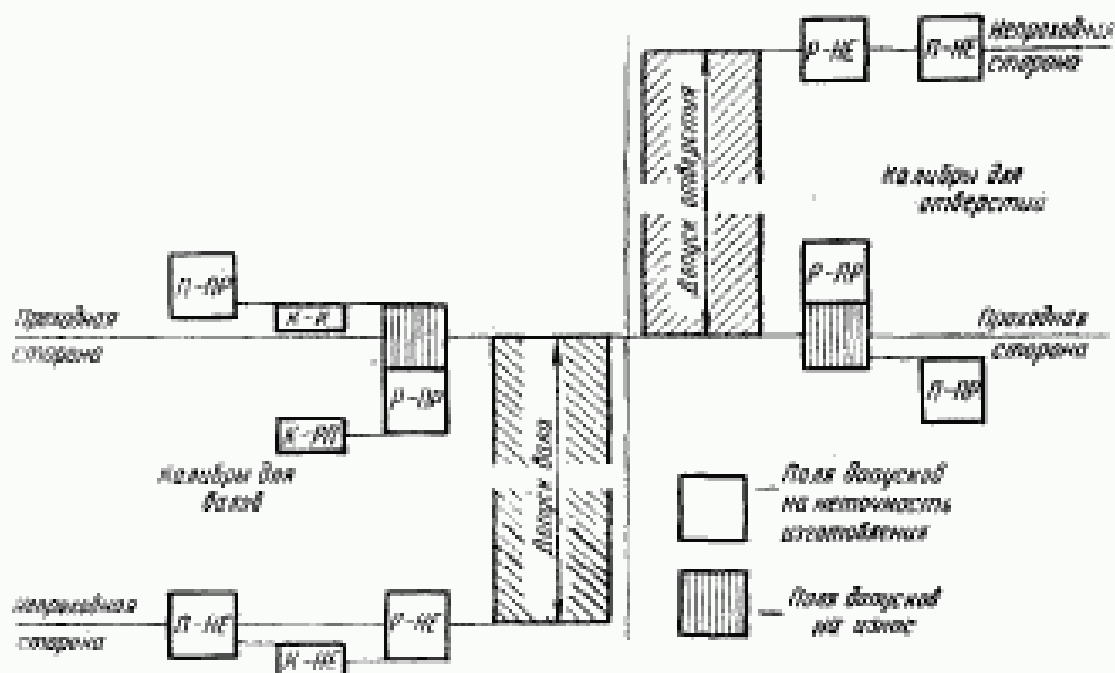 Р-НЕ
П-НЕ
Непроходная
сторона
Допуск отверстия
Калибры для
отверстий
Р-ПР
Проходная
сторона
П-ПР
П-ПР
К-И
Проходная
сторона
Р-ПР
К-РП
Калибры для
валов
Допуск вала
Поля допусков
на неточность
изготовления
Поля допусков
на износ
Непроходная
сторона
П-НЕ
Р-НЕ
К-НЕ